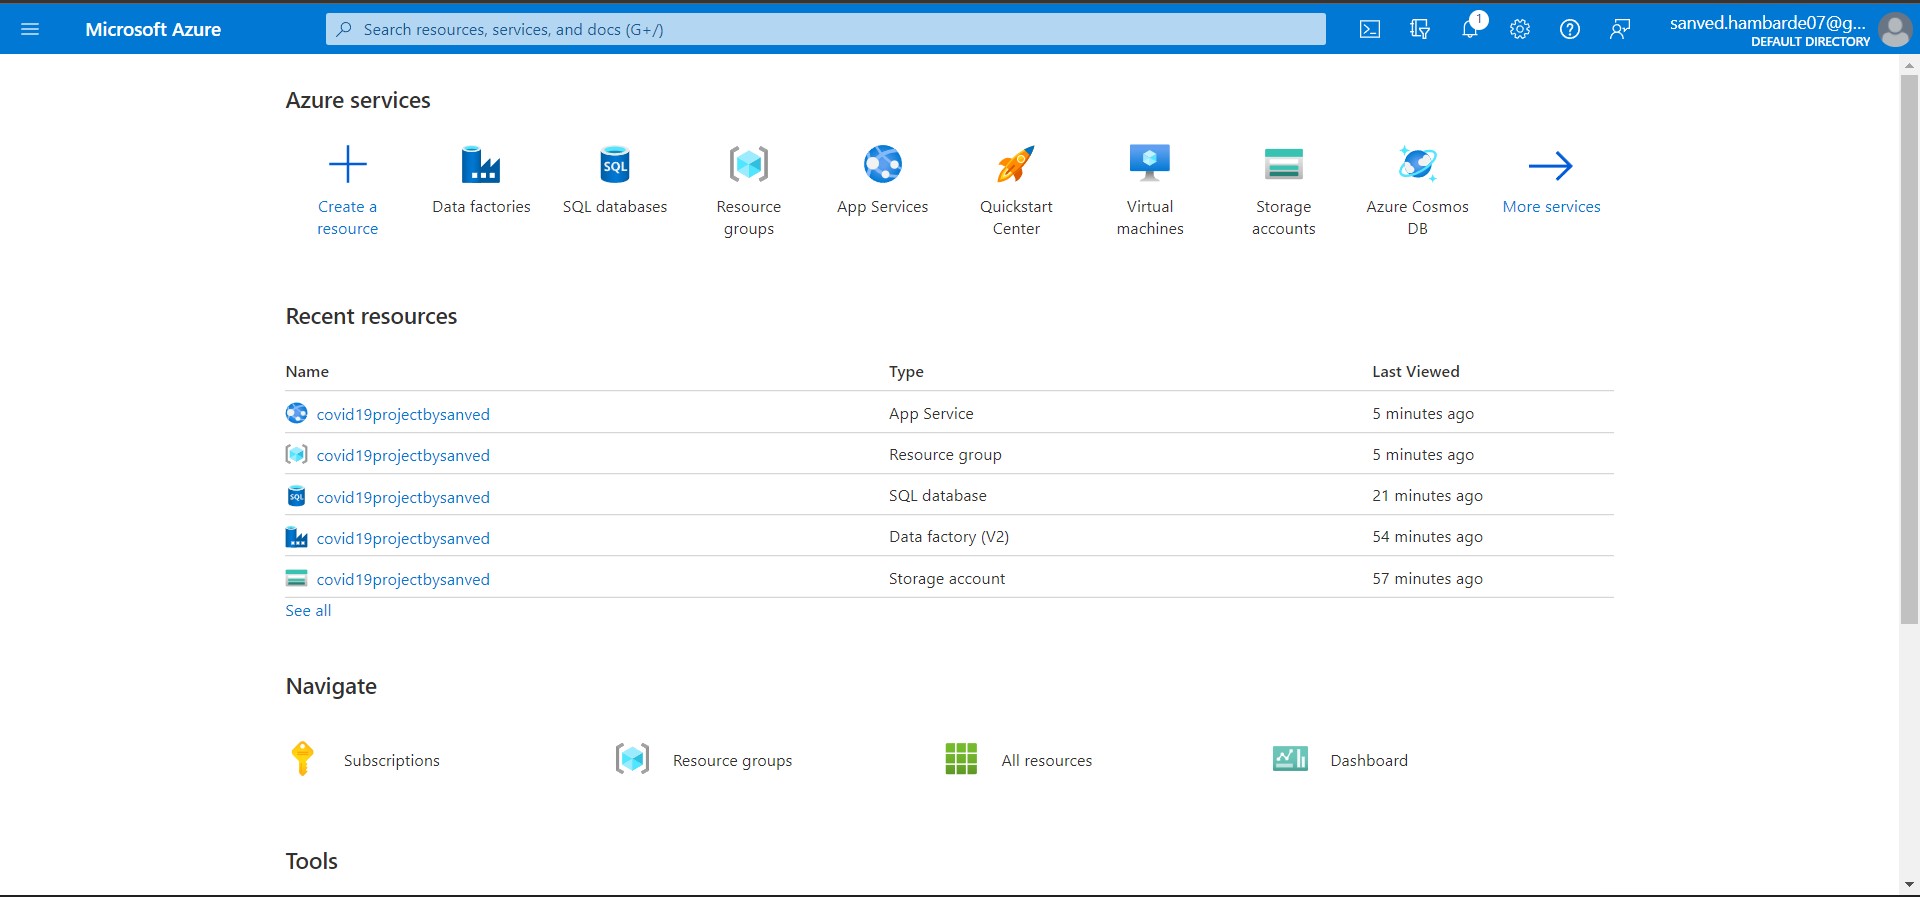 Microsoft Azure
Search resources, services, and docs (G+/)
1
sanved.hambarde07@g...
DEFAULT DIRECTORY
Azure services
Create a
resource
Data factories
SQL
SQL databases
Resource
groups
App Services
Quickstart
Center
Virtual
machines
Storage
accounts
Azure Cosmos
DB
More services
Recent resources
Name Type Last Viewed
covid19projectbysanved App Service 5 minutes ago
covid19projectbysanved Resource group 5 minutes ago
SQL covid19projectbysanved SQL database 21 minutes ago
covid19projectbysanved Data factory (V2) 54 minutes ago
covid19projectbysanved Storage account 57 minutes ago
See all
Navigate
Subscriptions Resource groups All resources Dashboard
Tools